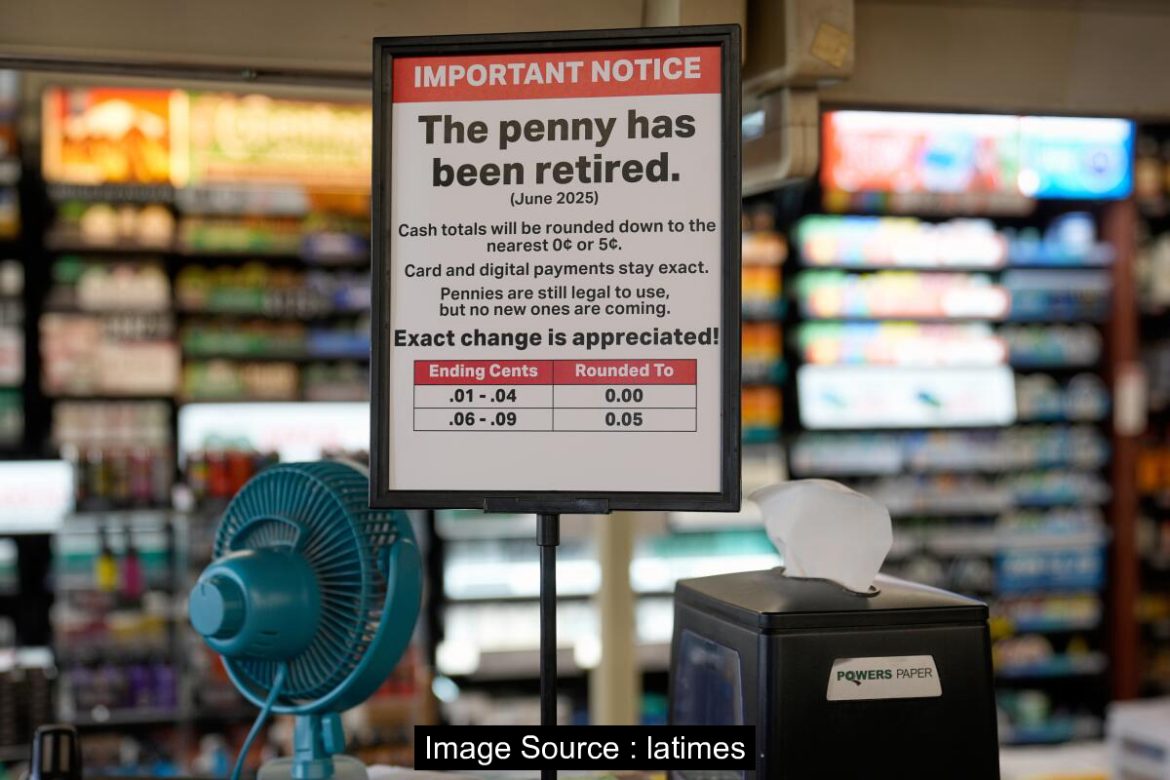 IMPORTANT NOTICE
The penny has
been retired.
(June 2025)
Cash totals will be rounded down to the
nearest 0¢ or 5¢.
Card and digital payments stay exact.
Pennies are still legal to use,
but no new ones are coming.
Exact change is appreciated!
Ending Cents Rounded To
.01 - .04 0.00
.06 - .09 0.05
POWERS PAPER
Image Source : latimes